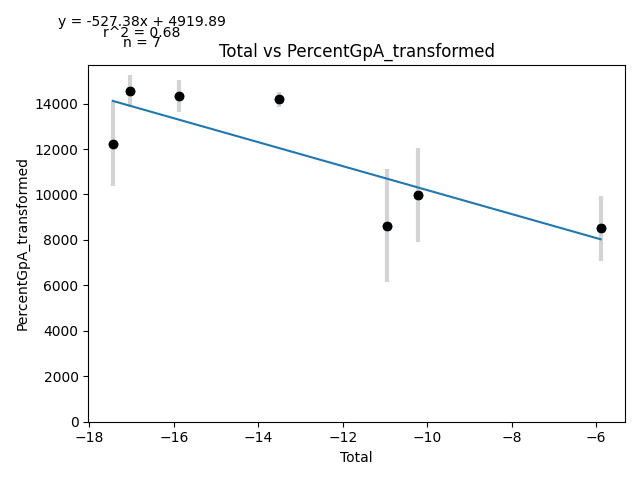 y = -527.38x + 4919.89
r^2 = 0.68
n = 7
Total vs PercentGpA_transformed
PercentGpA_transformed
14000
12000
10000
8000
6000
4000
2000
0
−18
−16
−14
−12
−10
−8
−6
Total